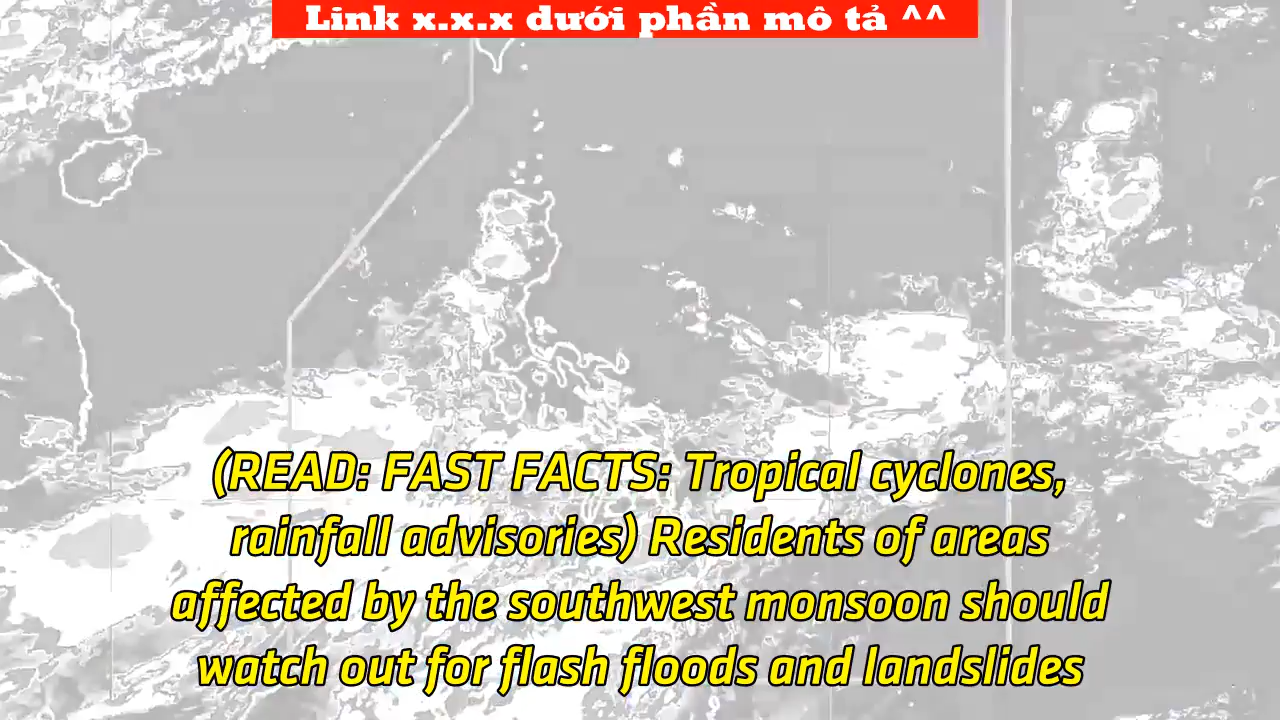 Link x.x.x dưới phần mô tả ^^
(READ: FAST FACTS: Tropical cyclones,
rainfall advisories) Residents of areas
affected by the southwest monsoon should
watch out for flash floods and landslides